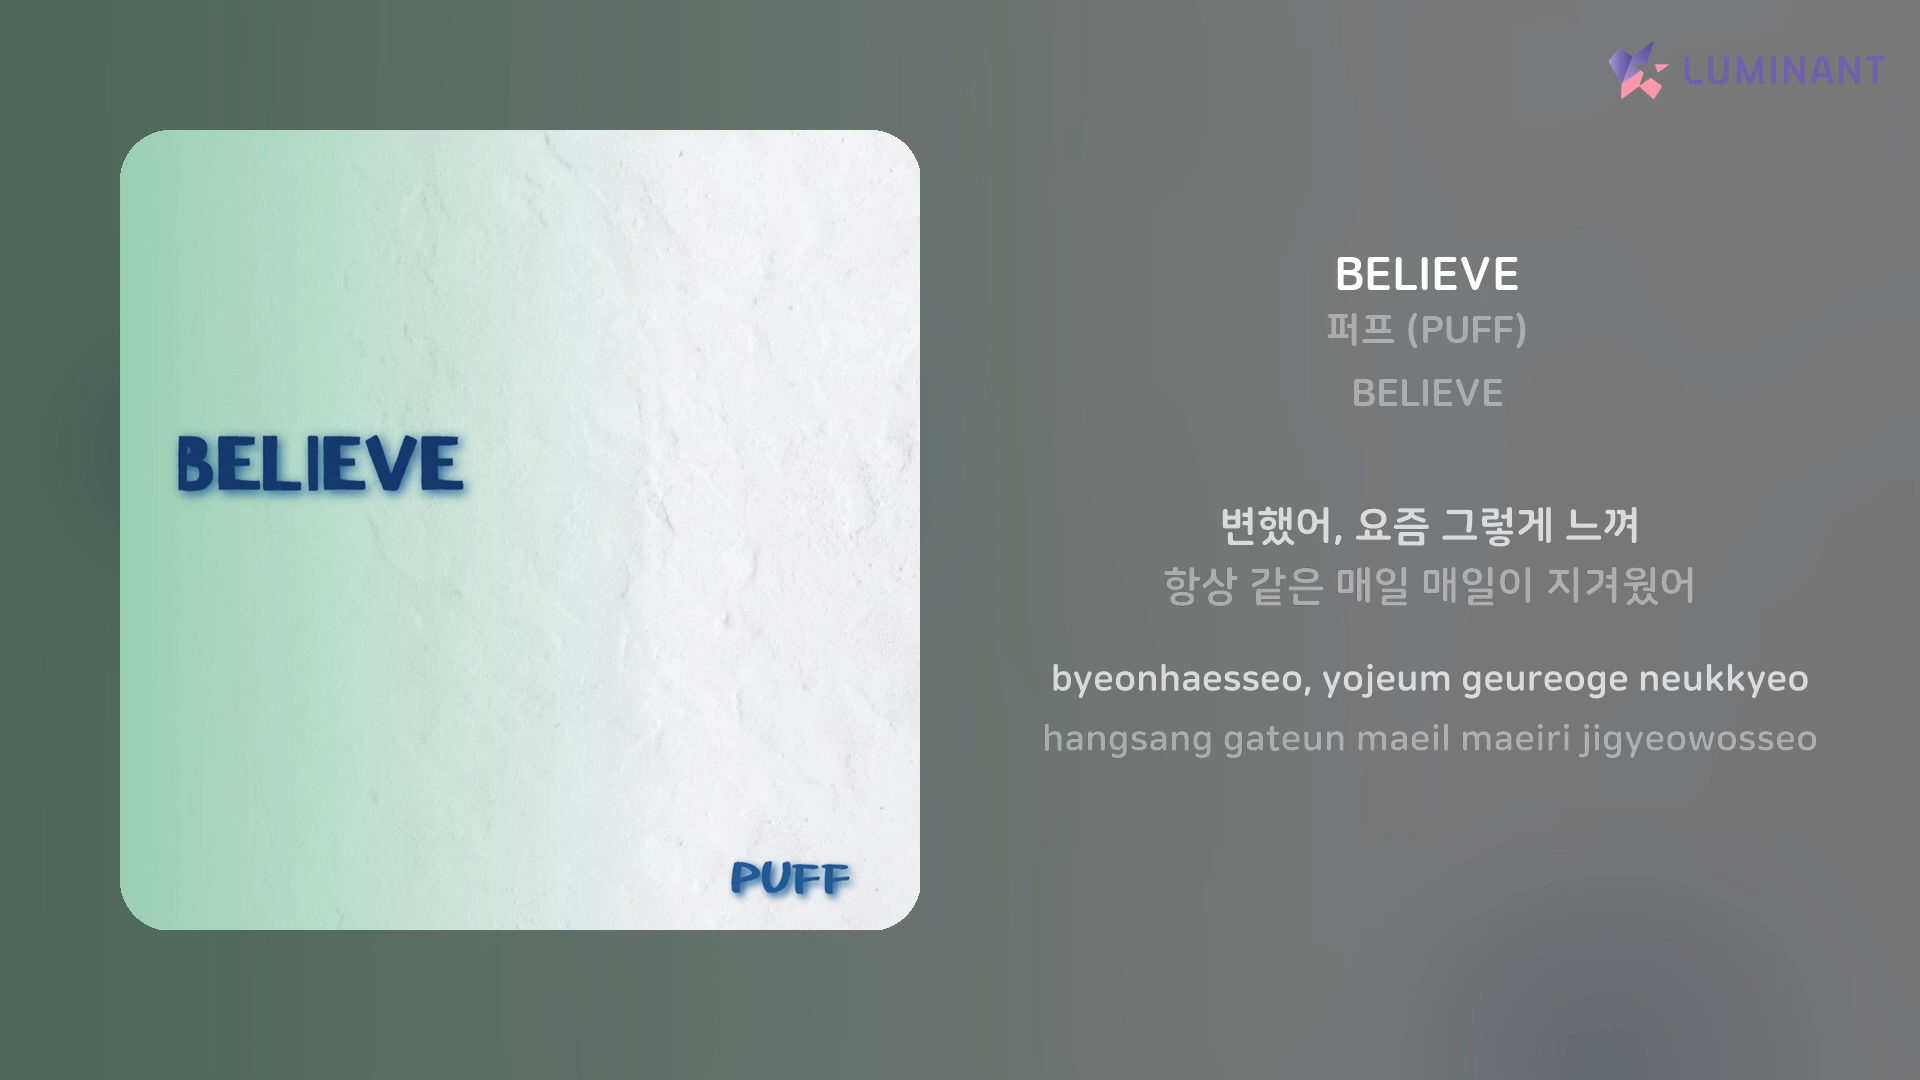 LUMINANT
BELIEVE
PUFF
BELIEVE
퍼프 (PUFF)
BELIEVE
변했어, 요즘 그렇게 느껴
항상 같은 매일 매일이 지겨웠어
byeonhaesseo, yojeum geureoge neukkyeo
hangsang gateun maeil maeiri jigyeowosseo